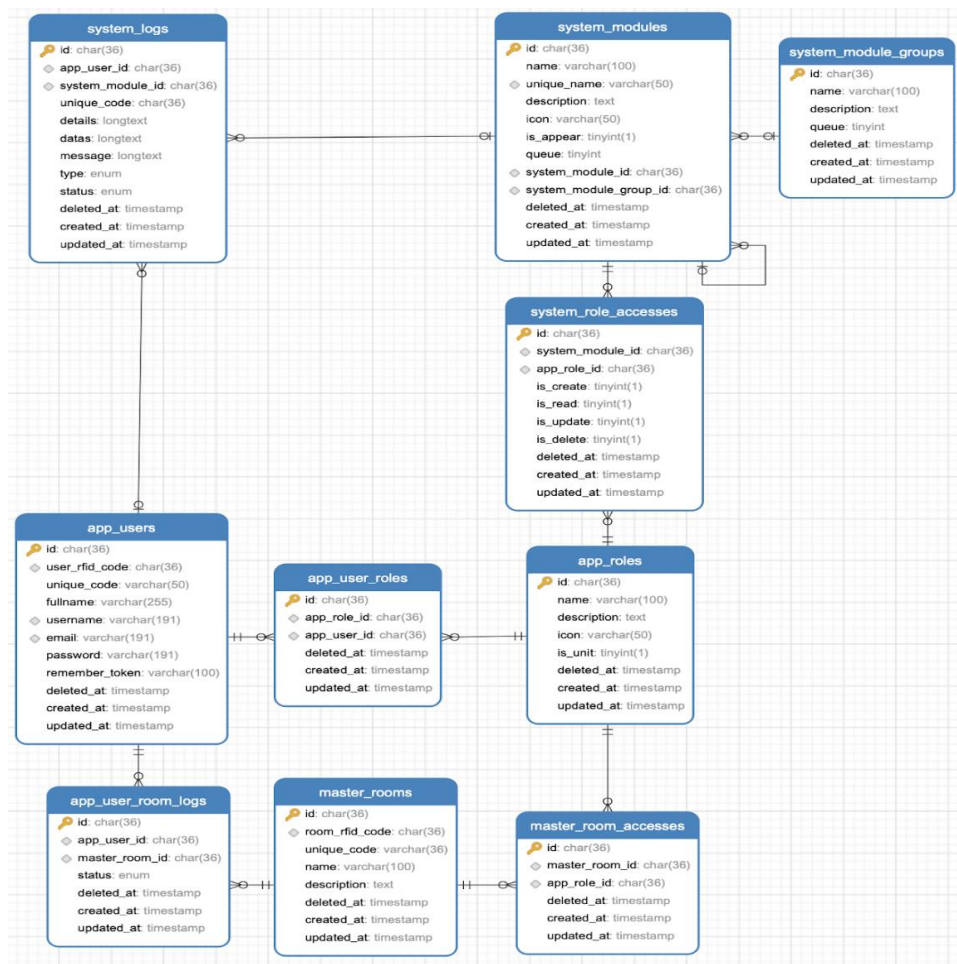 system_logs
id: char(36)
app_user_id: char(36)
system_module_id: char(36)
unique_code: char(36)
details: longtext
datas: longtext
message: longtext
type: enum
status: enum
deleted_at: timestamp
created_at: timestamp
updated_at: timestamp
system_modules
id: char(36)
name: varchar(100)
unique_name: varchar(50)
description: text
icon: varchar(50)
is_appear: tinyint(1)
queue: tinyint
system_module_id: char(36)
system_module_group_id: char(36)
deleted_at: timestamp
created_at: timestamp
updated_at: timestamp
system_module_groups
id: char(36)
name: varchar(100)
description: text
queue: tinyint
deleted_at: timestamp
created_at: timestamp
updated_at: timestamp
system_role_accesses
id: char(36)
system_module_id: char(36)
app_role_id: char(36)
is_create: tinyint(1)
is_read: tinyint(1)
is_update: tinyint(1)
is_delete: tinyint(1)
deleted_at: timestamp
created_at: timestamp
updated_at: timestamp
app_users
id: char(36)
user_rfid_code: char(36)
unique_code: varchar(50)
fullname: varchar(255)
username: varchar(191)
email: varchar(191)
password: varchar(191)
remember_token: varchar(100)
deleted_at: timestamp
created_at: timestamp
updated_at: timestamp
app_user_roles
id: char(36)
app_role_id: char(36)
app_user_id: char(36)
deleted_at: timestamp
created_at: timestamp
updated_at: timestamp
app_roles
id: char(36)
name: varchar(100)
description: text
icon: varchar(50)
is_unit: tinyint(1)
deleted_at: timestamp
created_at: timestamp
updated_at: timestamp
app_user_room_logs
id: char(36)
app_user_id: char(36)
master_room_id: char(36)
status: enum
deleted_at: timestamp
created_at: timestamp
updated_at: timestamp
master_rooms
id: char(36)
room_rfid_code: char(36)
unique_code: varchar(36)
name: varchar(100)
description: text
deleted_at: timestamp
created_at: timestamp
updated_at: timestamp
master_room_accesses
id: char(36)
master_room_id: char(36)
app_role_id: char(36)
deleted_at: timestamp
created_at: timestamp
updated_at: timestamp